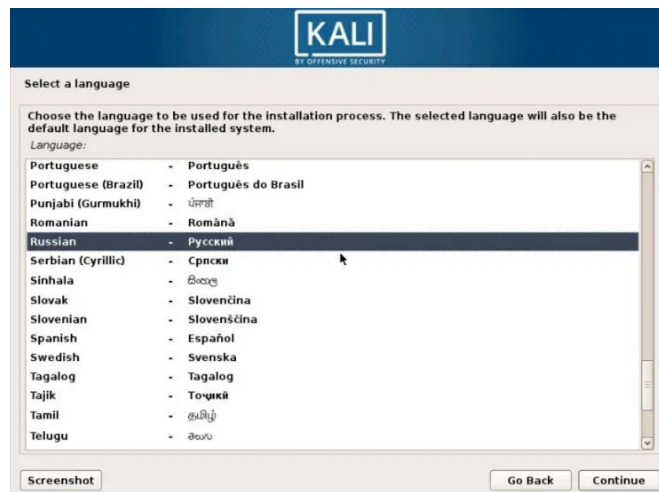 KALI
BY OFFENSIVE SECURITY
Select a language
Choose the language to be used for the installation process. The selected language will also be the
default language for the installed system.
Language:
Portuguese - Português
Portuguese (Brazil) - Português do Brasil
Punjabi (Gurmukhi) - ਪੰਜਾਬੀ
Romanian - Română
Russian - Русский
Serbian (Cyrillic) - Српски
Sinhala - සිංහල
Slovak - Slovenčina
Slovenian - Slovenščina
Spanish - Español
Swedish - Svenska
Tagalog - Tagalog
Tajik - Тоҷикӣ
Tamil - தமிழ்
Telugu - తెలుగు
Screenshot Go Back Continue